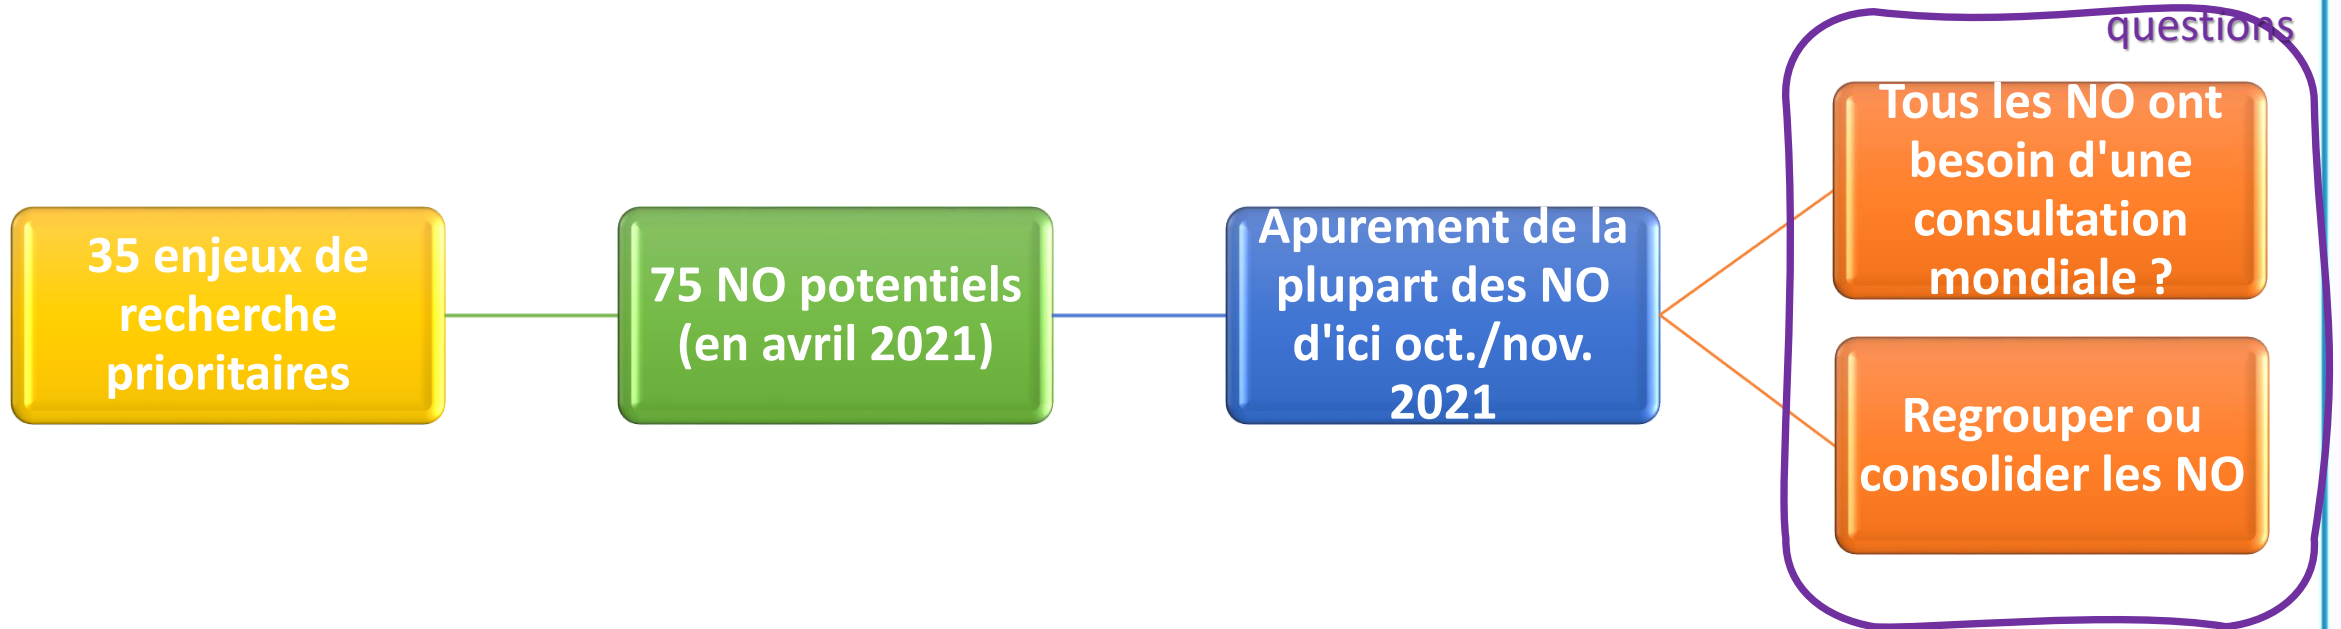 35 enjeux de
recherche
prioritaires
75 NO potentiels
(en avril 2021)
Apurement de la
plupart des NO
d'ici oct./nov.
2021
questions
Tous les NO ont
besoin d'une
consultation
mondiale ?
Regrouper ou
consolider les NO